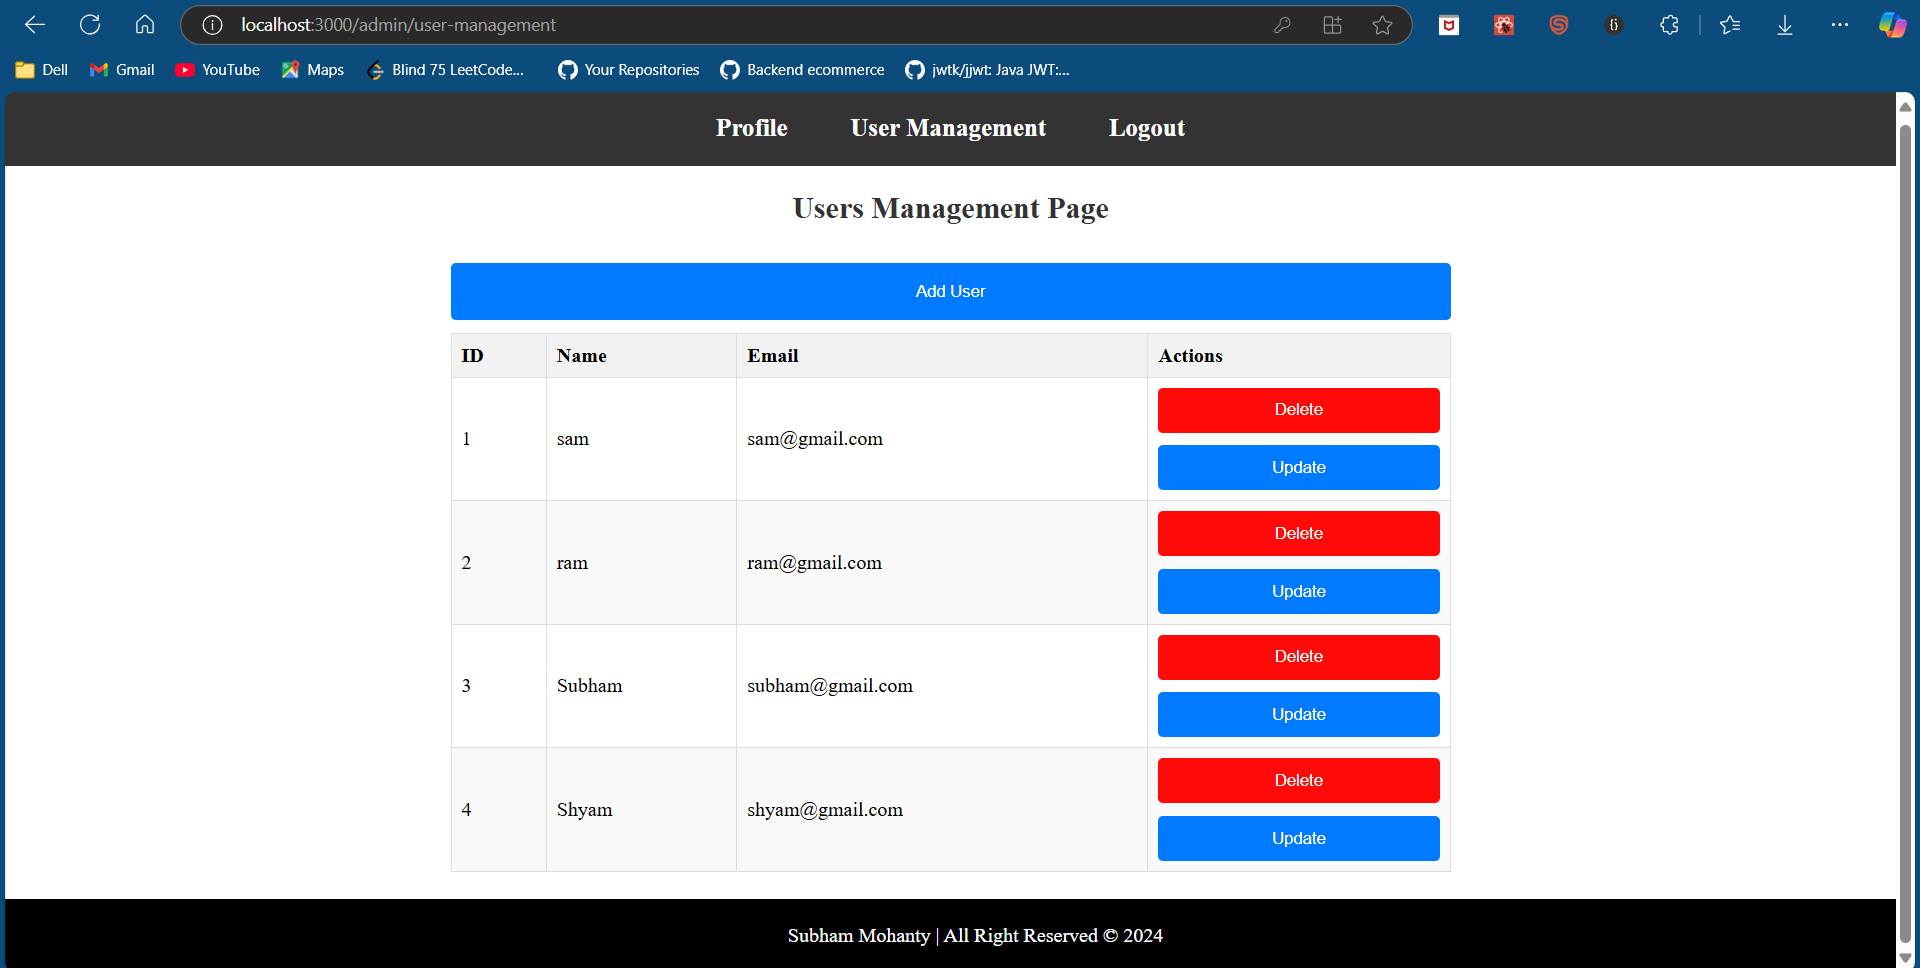 localhost:3000/admin/user-management
Dell Gmail YouTube Maps Blind 75 LeetCode... Your Repositories Backend ecommerce jwtk/jjwt: Java JWT:...
Profile User Management Logout
Users Management Page
Add User
ID Name Email Actions
Delete
1 sam sam@gmail.com
Update
Delete
2 ram ram@gmail.com
Update
Delete
3 Subham subham@gmail.com
Update
Delete
4 Shyam shyam@gmail.com
Update
Subham Mohanty | All Right Reserved © 2024